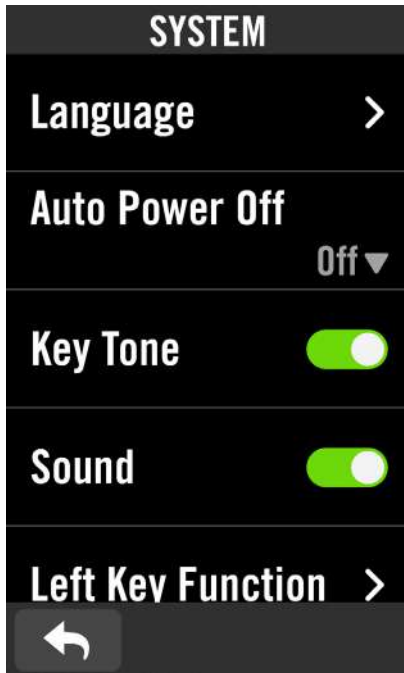 SYSTEM
Language
Auto Power Off
Off
Key Tone
Sound
Left Key Function